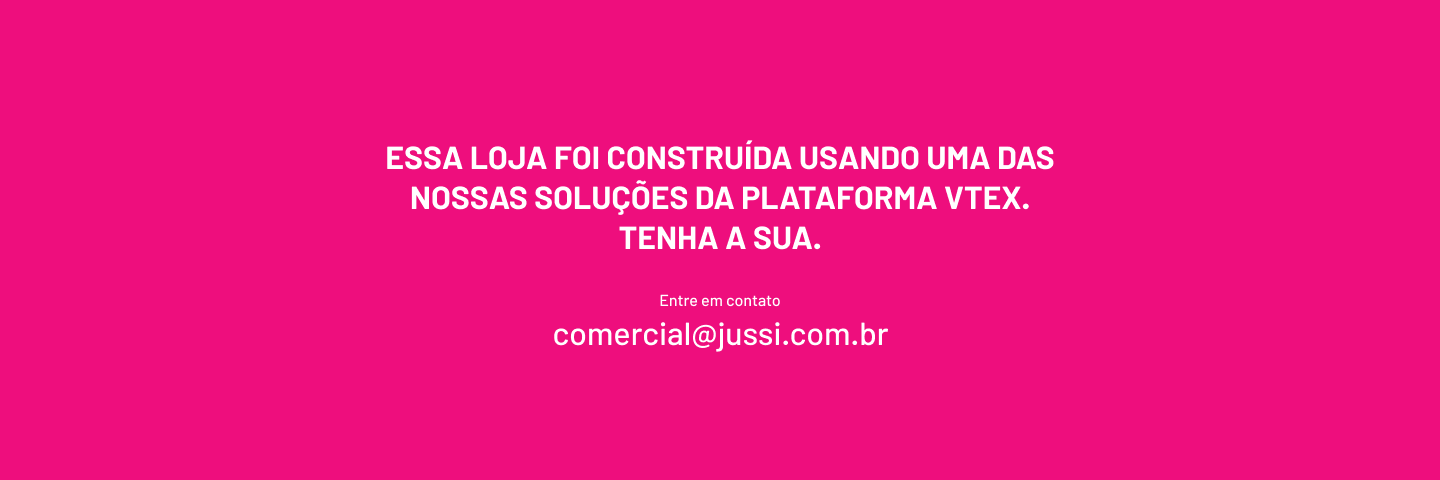 ESSA LOJA FOI CONSTRUÍDA USANDO UMA DAS
NOSSAS SOLUÇÕES DA PLATAFORMA VTEX.
TENHA A SUA.
Entre em contato
comercial@jussi.com.br